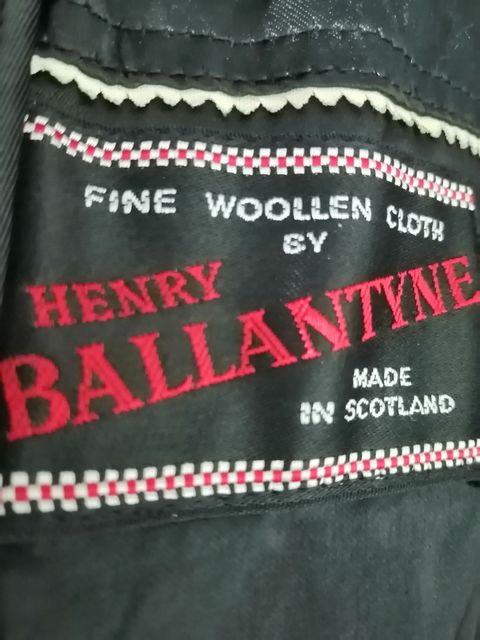 FINE WOOLLEN CLOTH
BY
HENRY
BALLANTYNE
MADE
IN SCOTLAND